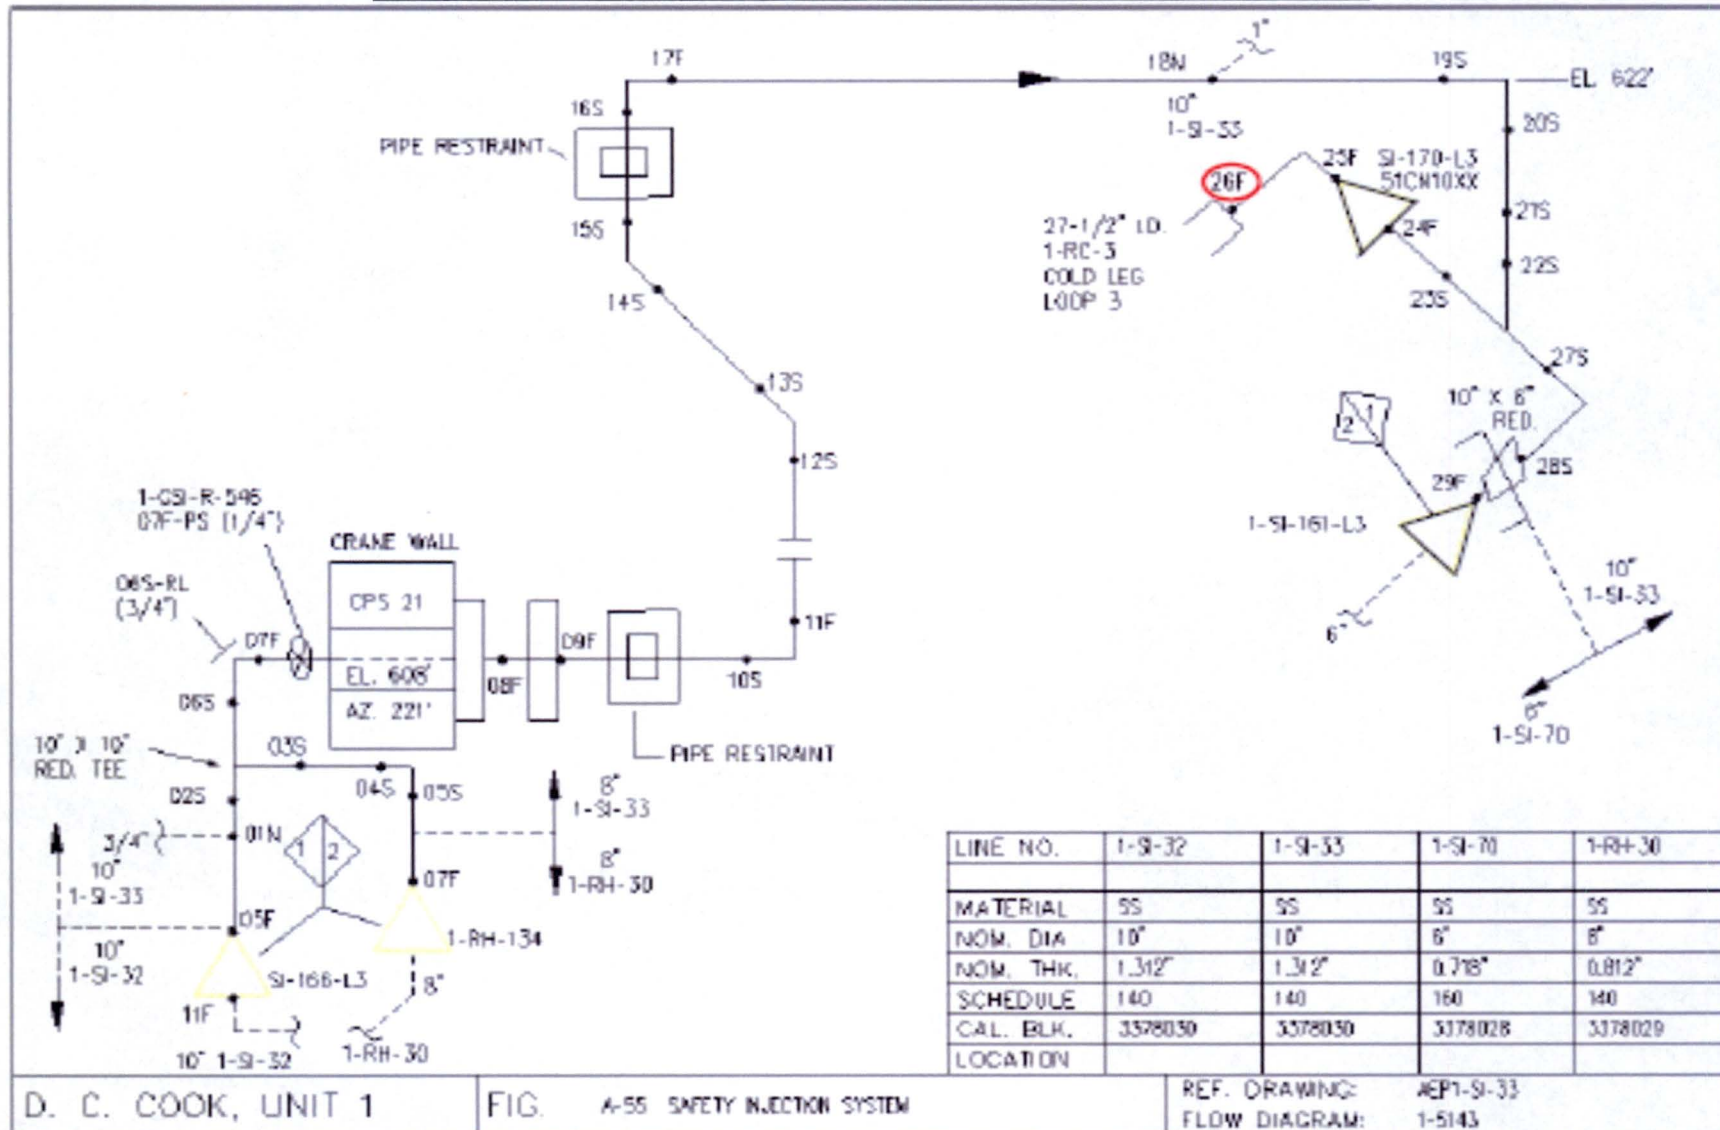 17F
18N
1"
19S
EL. 622'
16S
10"
1-SI-33
20S
PIPE RESTRAINT
25F
SI-170-L3
51CN10XX
26F
15S
27-1/2" I.D.
1-RC-3
COLD LEG
LOOP 3
24F
21S
22S
23S
14S
13S
27S
10" X 6"
RED.
1
2
12S
28S
29F
1-SI-161-L3
1-GSI-R-546
07F-PS (1/4")
CRANE WALL
06S-RL
(3/4")
CPS 21
10"
1-SI-33
6"
07F
09F
11F
EL. 608'
08F
10S
AZ. 221°
06S
6"
1-SI-70
10" X 10"
RED. TEE
03S
PIPE RESTRAINT
04S
05S
8"
1-SI-33
02S
01N
3/4"
1 2
10"
1-SI-33
07F
8"
1-RH-30
05F
1-RH-134
10"
1-SI-32
SI-166-L3
8"
11F
1-RH-30
10" 1-SI-32
LINE NO. 1-SI-32 1-SI-33 1-SI-70 1-RH-30
MATERIAL SS SS SS SS
NOM. DIA 10" 10" 6" 8"
NOM. THK. 1.312" 1.312" 0.718" 0.812"
SCHEDULE 140 140 160 140
CAL. BLK. 3378030 3378030 3378028 3378029
LOCATION
D. C. COOK, UNIT 1
FIG. A-55 SAFETY INJECTION SYSTEM
REF. DRAWING: AEP1-SI-33
FLOW DIAGRAM: 1-5143